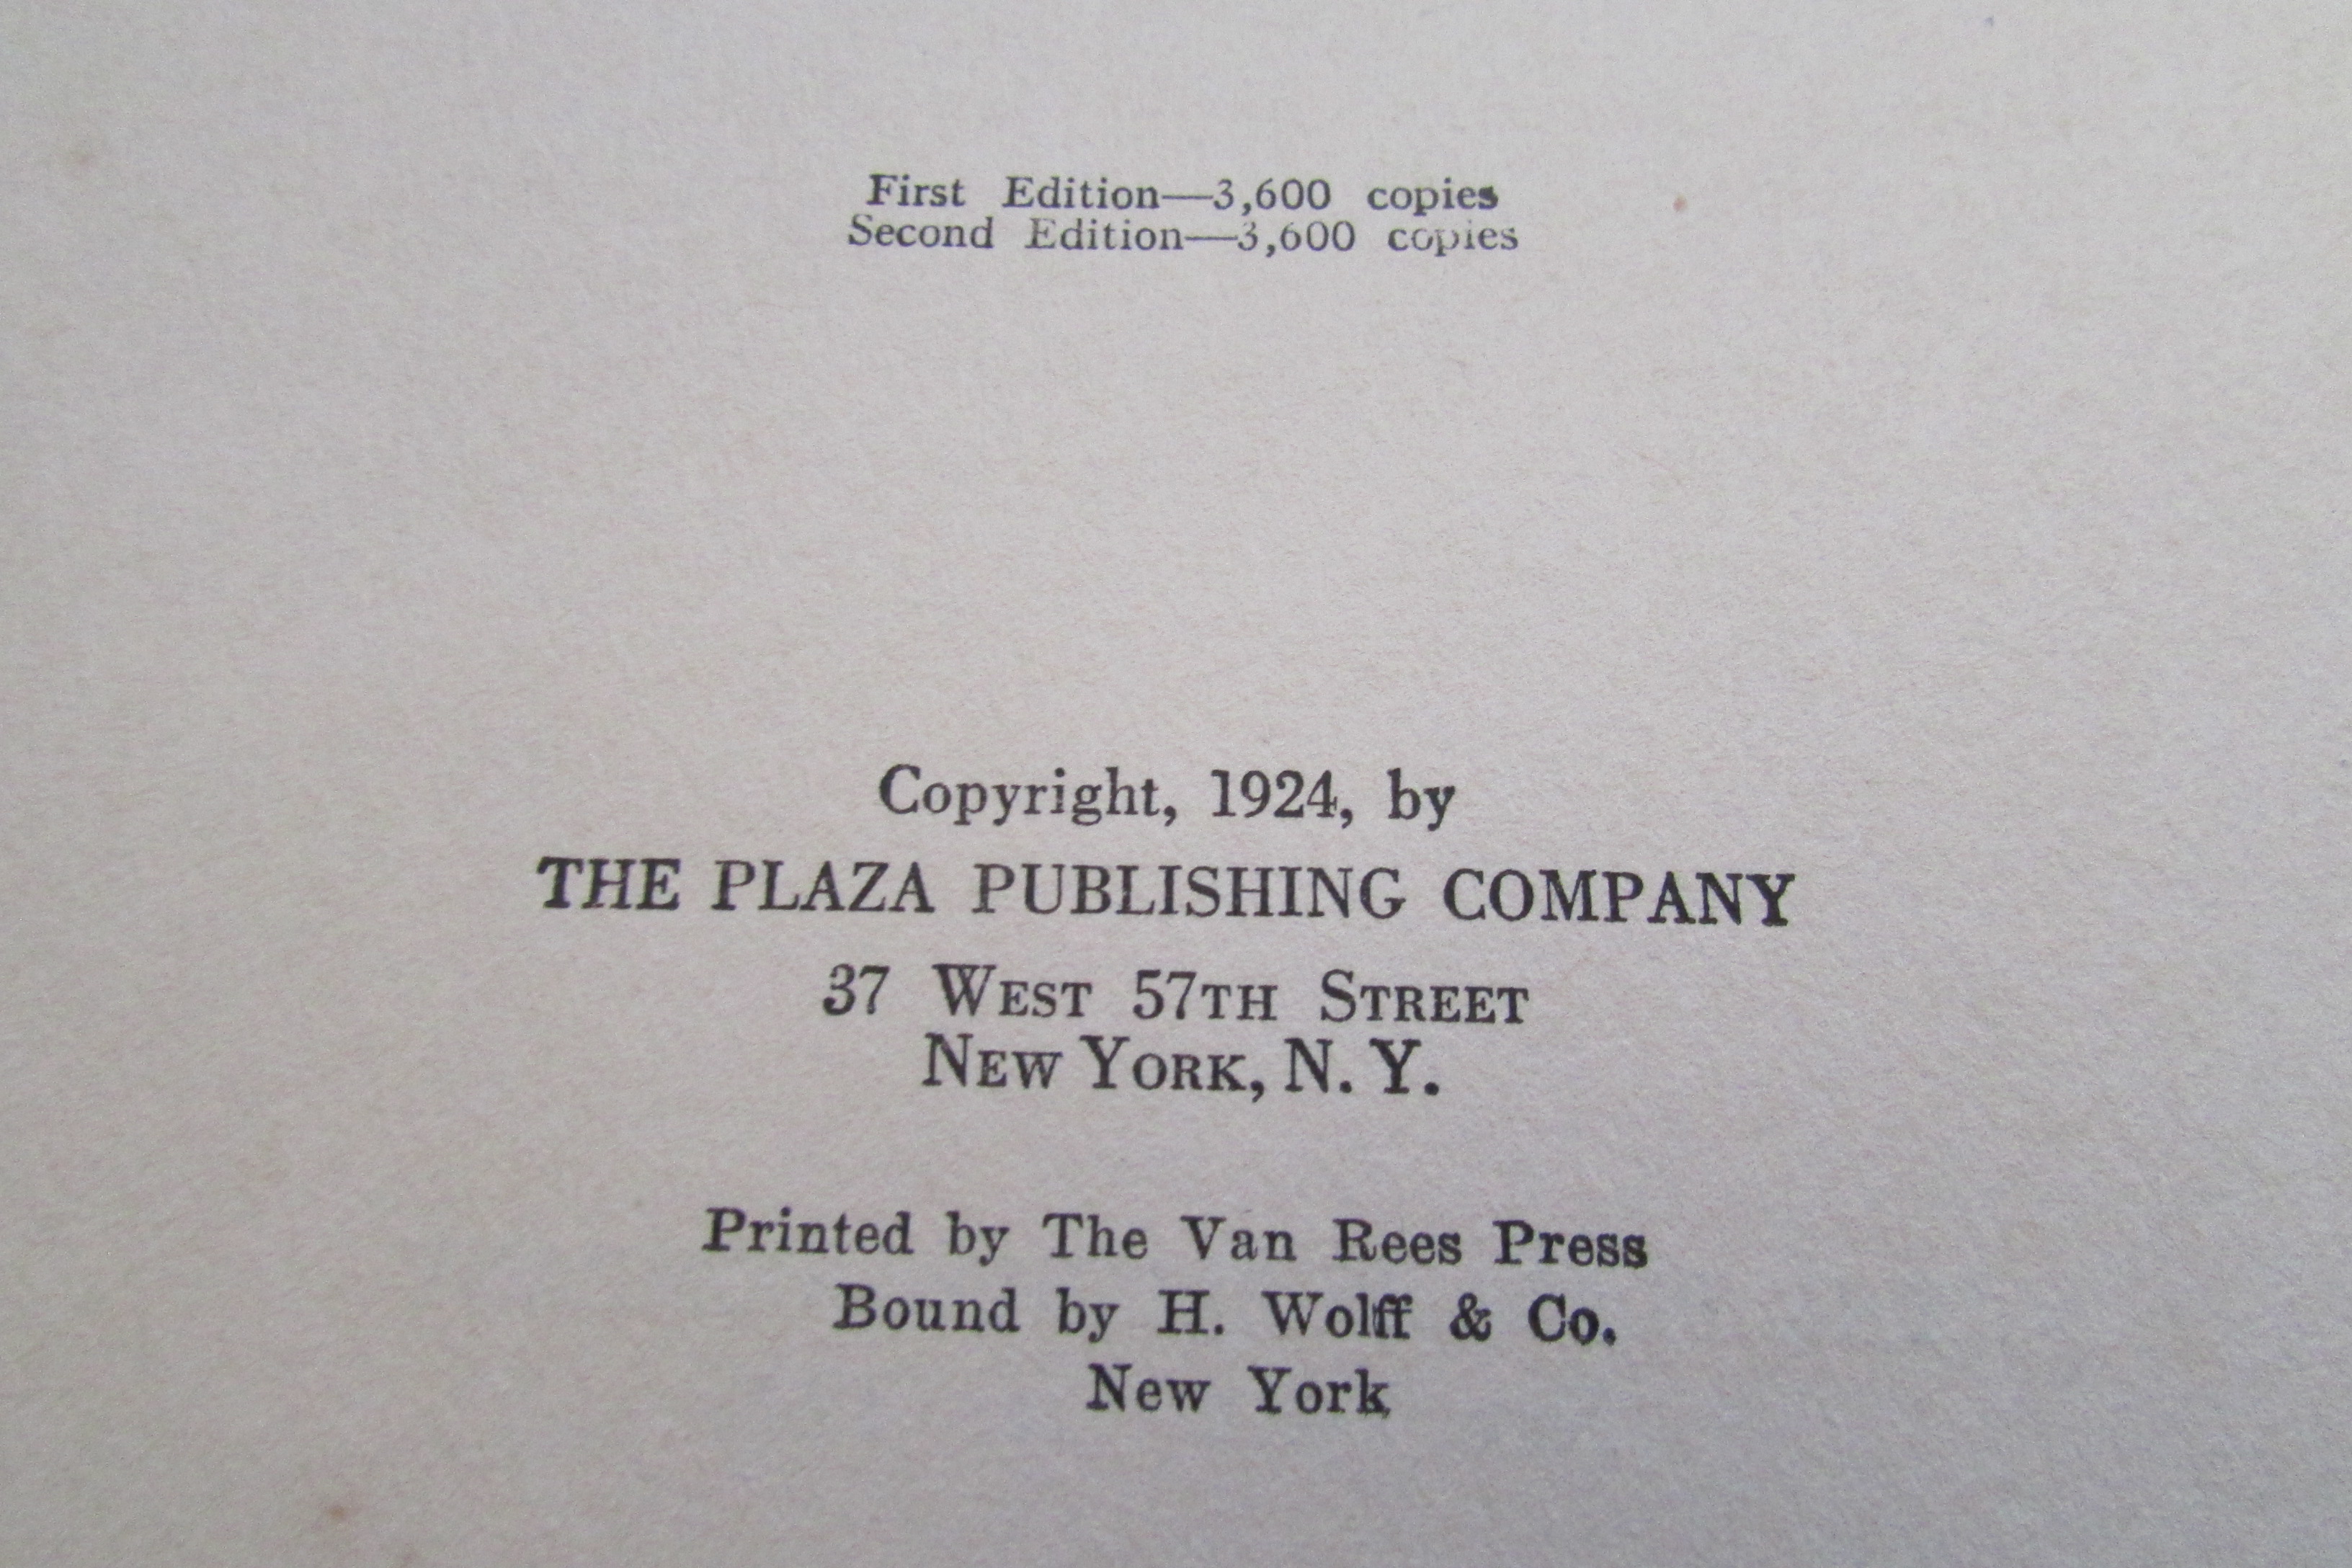 First Edition—3,600 copies
Second Edition—3,600 copies
Copyright, 1924, by
THE PLAZA PUBLISHING COMPANY
37 WEST 57TH STREET
NEW YORK, N. Y.
Printed by The Van Rees Press
Bound by H. Wolff & Co.
New York